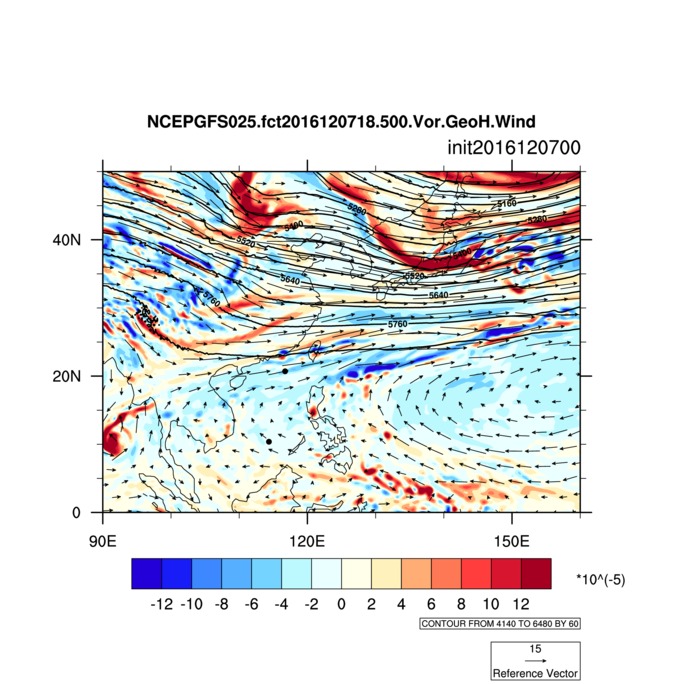 NCEPGFS025.fct2016120718.500.Vor.GeoH.Wind
init2016120700
5160
5280
5280
5400
5400
5520
5520
5640
5640
5760
5760
40N
20N
0
90E 120E 150E
-12 -10 -8 -6 -4 -2 0 2 4 6 8 10 12
*10^(-5)
CONTOUR FROM 4140 TO 6480 BY 60
15
Reference Vector